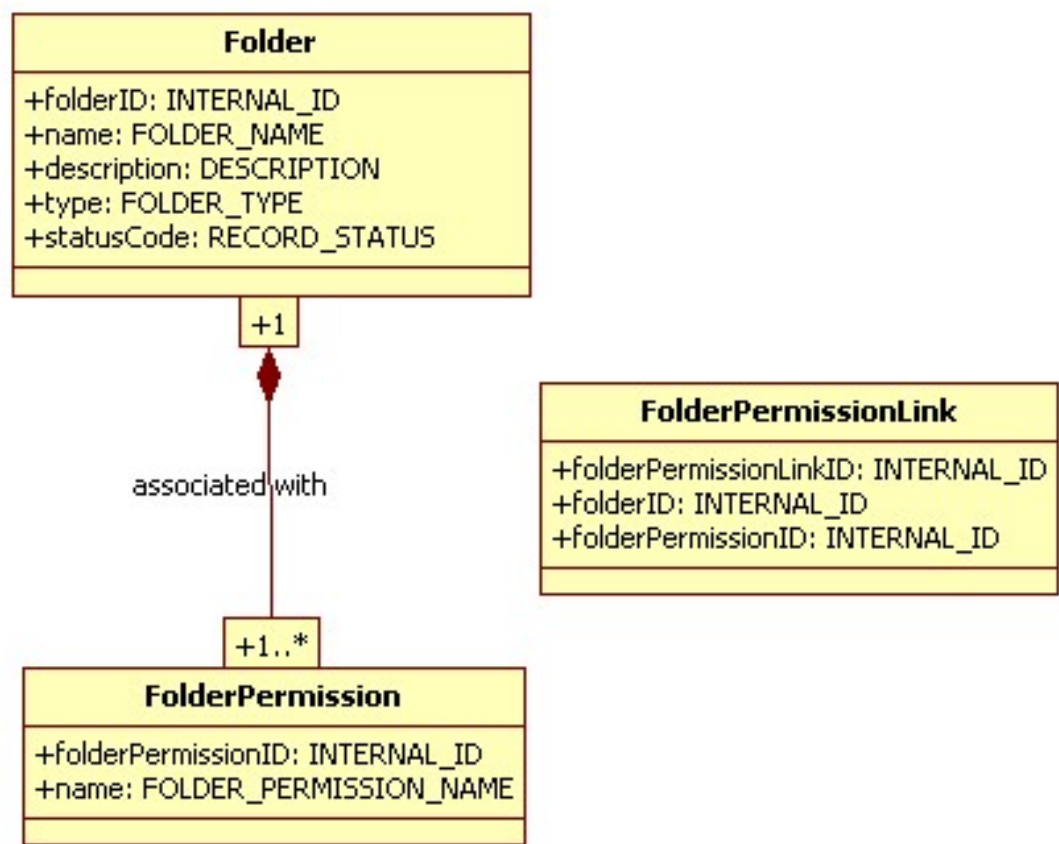 Folder
+folderID: INTERNAL_ID
+name: FOLDER_NAME
+description: DESCRIPTION
+type: FOLDER_TYPE
+statusCode: RECORD_STATUS
+1
associated with
+1..*
FolderPermission
+folderPermissionID: INTERNAL_ID
+name: FOLDER_PERMISSION_NAME
FolderPermissionLink
+folderPermissionLinkID: INTERNAL_ID
+folderID: INTERNAL_ID
+folderPermissionID: INTERNAL_ID